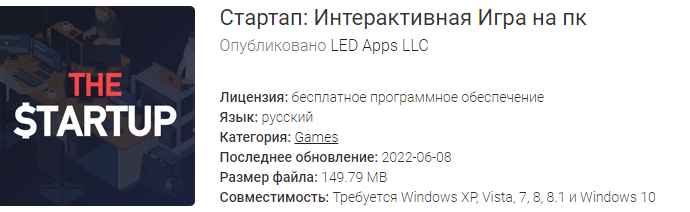 THE
$TARTUP
Стартап: Интерактивная Игра на пк
Опубликовано LED Apps LLC
Лицензия: бесплатное программное обеспечение
Язык: русский
Категория: Games
Последнее обновление: 2022-06-08
Размер файла: 149.79 MB
Совместимость: Требуется Windows XP, Vista, 7, 8, 8.1 и Windows 10